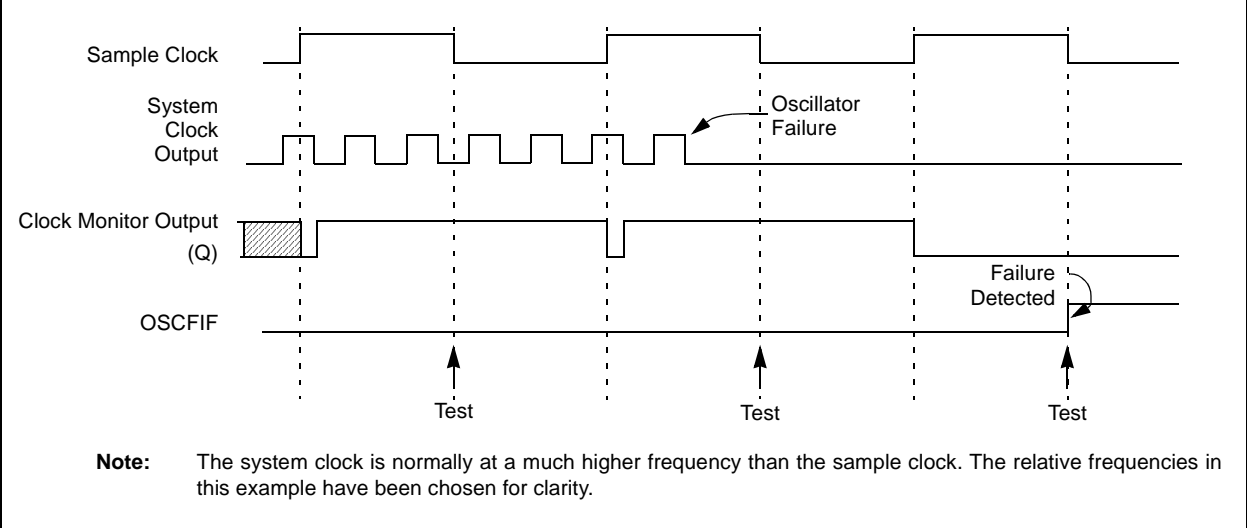 Sample Clock
System
Clock
Output
Oscillator
Failure
Clock Monitor Output
(Q)
Failure
Detected
OSCFIF
Test
Test
Test
Note: The system clock is normally at a much higher frequency than the sample clock. The relative frequencies in
this example have been chosen for clarity.